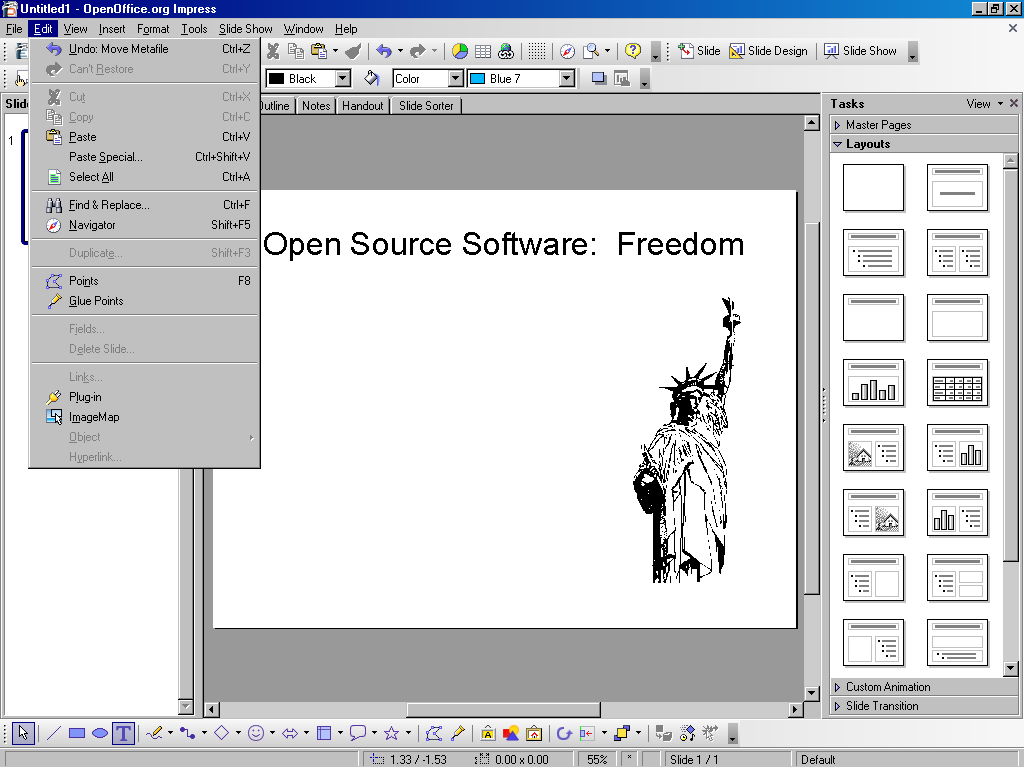 Untitled1 - OpenOffice.org Impress
File Edit View Insert Format Tools Slide Show Window Help
Undo: Move Metafile Ctrl+Z
Can't Restore Ctrl+Y
Cut Ctrl+X
Copy Ctrl+C
Paste Ctrl+V
Paste Special... Ctrl+Shift+V
Select All Ctrl+A
Find & Replace... Ctrl+F
Navigator Shift+F5
Duplicate... Shift+F3
Points F8
Glue Points
Fields...
Delete Slide...
Links...
Plug-in
ImageMap
Object
Hyperlink...
Slide Slide Design Slide Show
Black Color Blue 7
Notes Handout Slide Sorter
1
Open Source Software: Freedom
Tasks View
Master Pages
Layouts
Custom Animation
Slide Transition
1.33 / -1.53 0.00 x 0.00 55% * Slide 1 / 1 Default